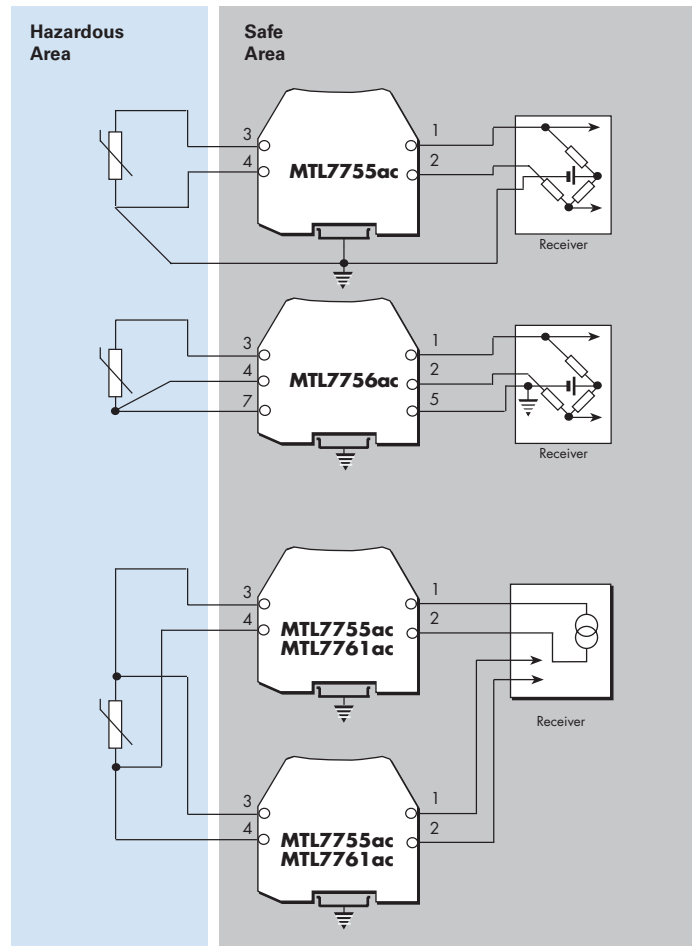 Hazardous
Area
Safe
Area
3
4
MTL7755ac
1
2
Receiver
3
4
7
MTL7756ac
1
2
5
Receiver
3
4
MTL7755ac
MTL7761ac
1
2
Receiver
3
4
MTL7755ac
MTL7761ac
1
2